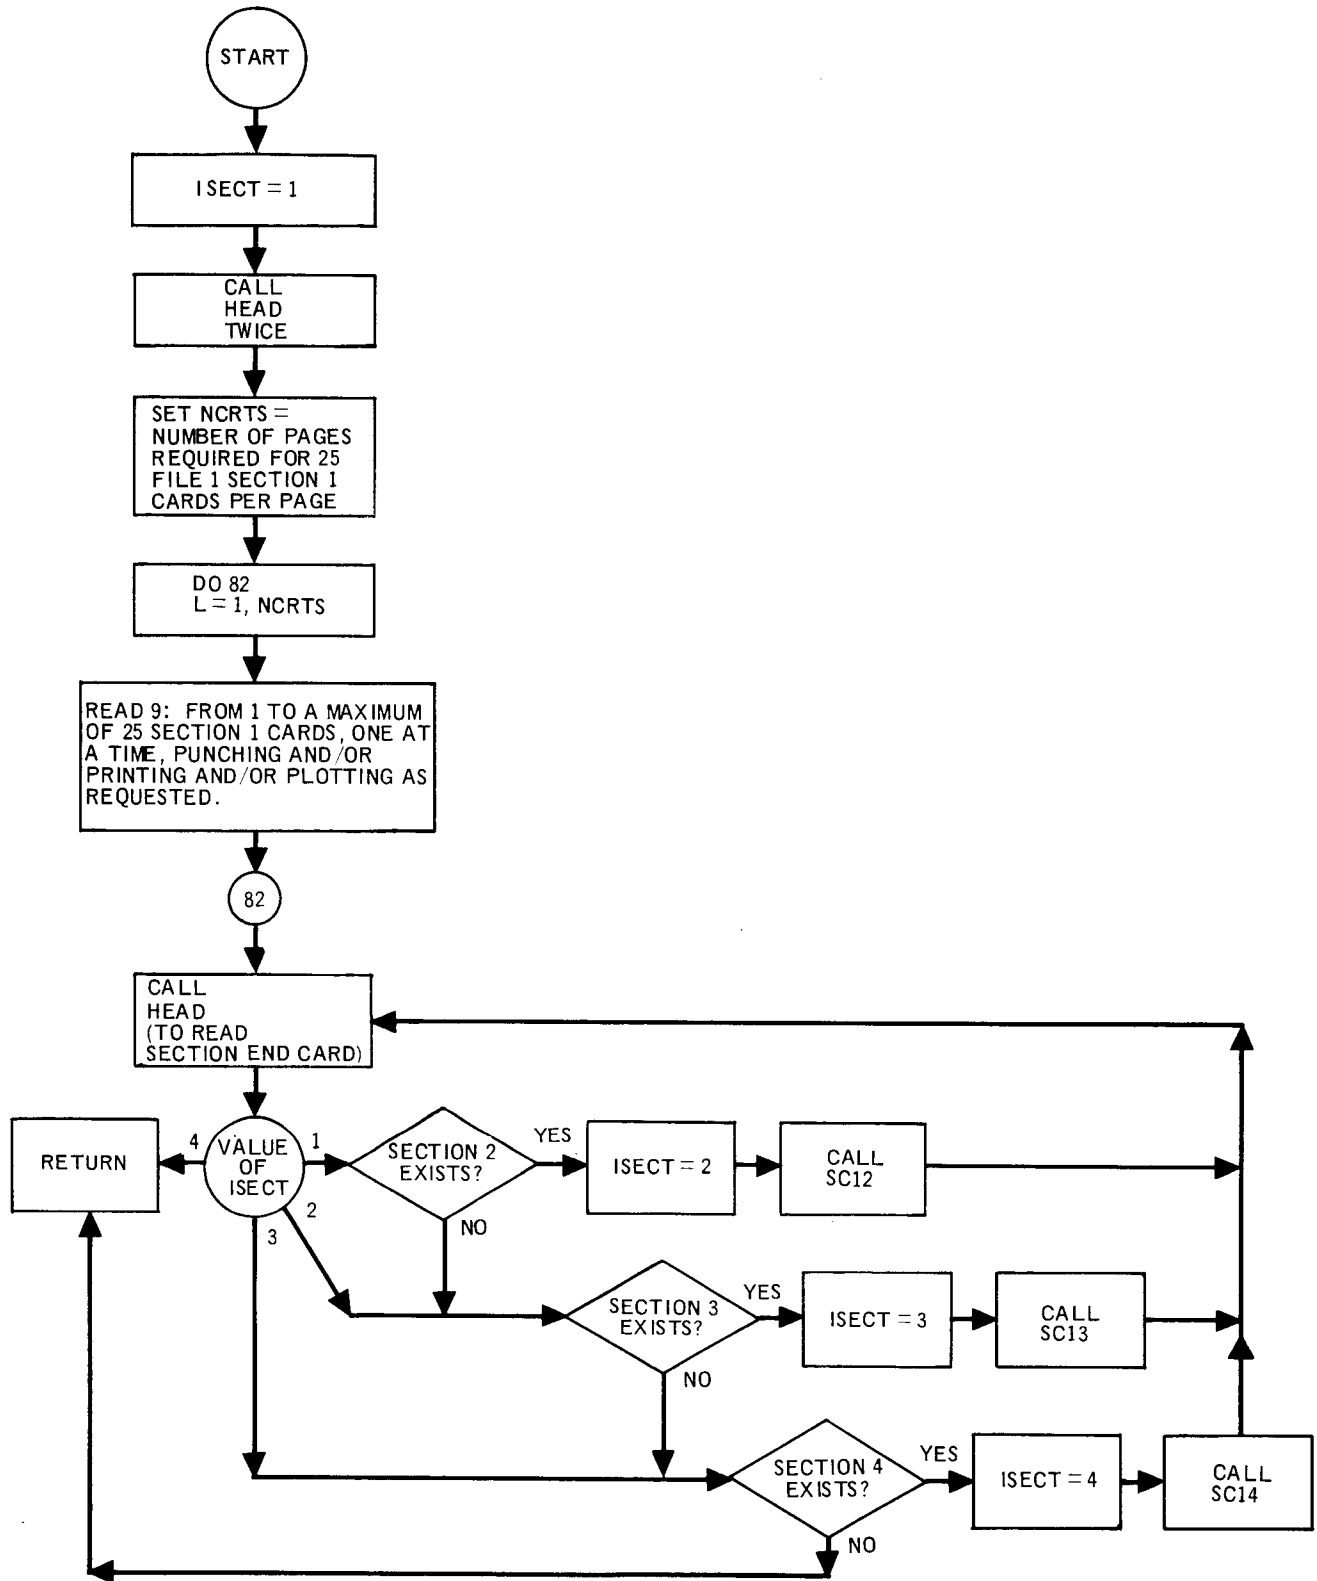 START
ISECT = 1
CALL
HEAD
TWICE
SET NCRTS =
NUMBER OF PAGES
REQUIRED FOR 25
FILE 1 SECTION 1
CARDS PER PAGE
DO 82
L = 1, NCRTS
READ 9: FROM 1 TO A MAXIMUM
OF 25 SECTION 1 CARDS, ONE AT
A TIME, PUNCHING AND/OR
PRINTING AND/OR PLOTTING AS
REQUESTED.
82
CALL
HEAD
(TO READ
SECTION END CARD)
RETURN
4
VALUE
OF
ISECT
1
2
3
SECTION 2
EXISTS?
YES
NO
ISECT = 2
CALL
SC12
SECTION 3
EXISTS?
YES
NO
ISECT = 3
CALL
SC13
SECTION 4
EXISTS?
YES
NO
ISECT = 4
CALL
SC14